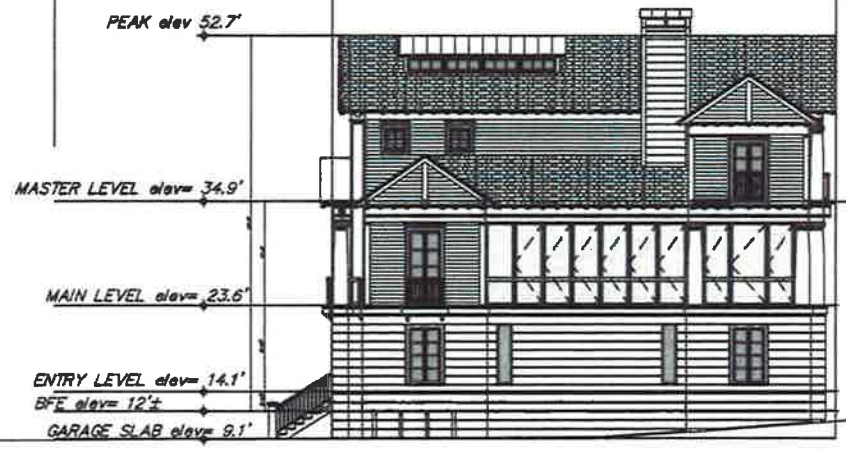 PEAK elev 52.7'
MASTER LEVEL elev= 34.9'
MAIN LEVEL elev= 23.6'
ENTRY LEVEL elev= 14.1'
BFE elev= 12'±
GARAGE SLAB elev= 9.1'